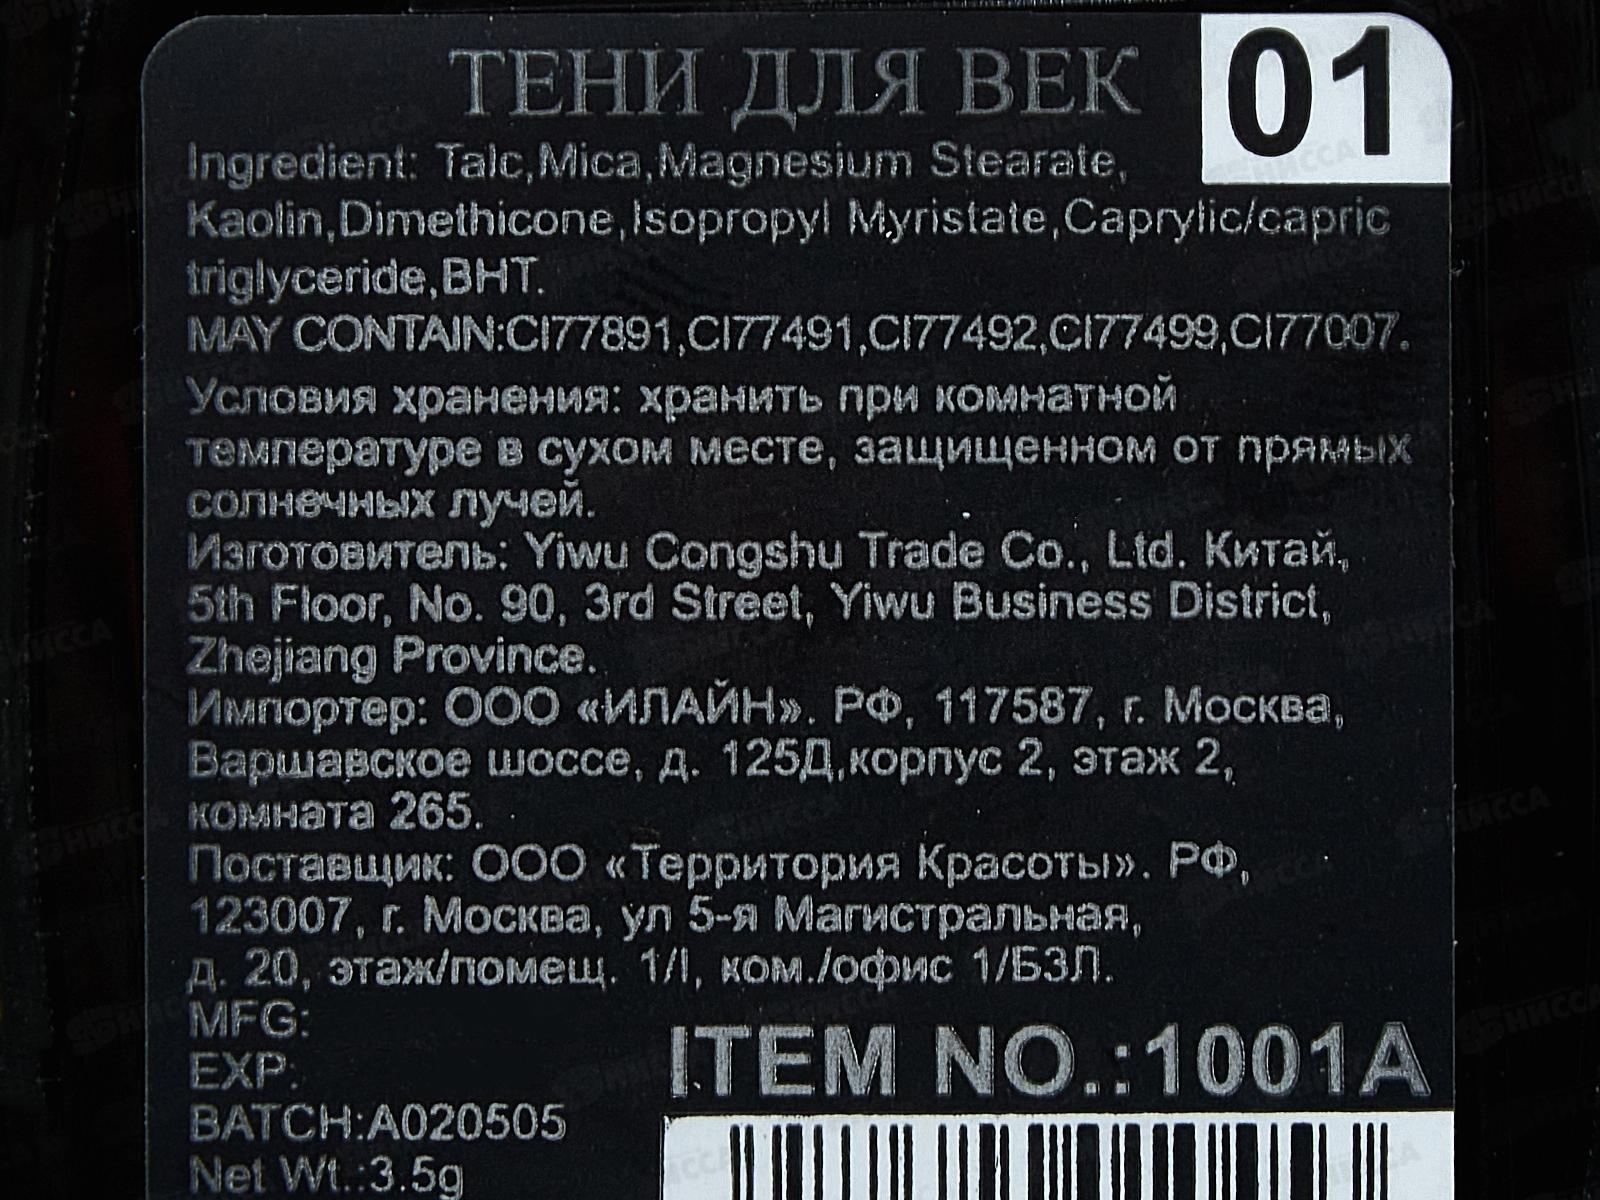 ТЕНИ ДЛЯ ВЕК
01
Ingredient: Talc,Mica,Magnesium Stearate,
Kaolin,Dimethicone,Isopropyl Myristate,Caprylic/capric
triglyceride,BHT.
MAY CONTAIN:CI77891,CI77491,CI77492,CI77499,CI77007.
Условия хранения: хранить при комнатной
температуре в сухом месте, защищенном от прямых
солнечных лучей.
Изготовитель: Yiwu Congshu Trade Co., Ltd. Китай,
5th Floor, No. 90, 3rd Street, Yiwu Business District,
Zhejiang Province.
Импортер: ООО «ИЛАЙН». РФ, 117587, г. Москва,
Варшавское шоссе, д. 125Д,корпус 2, этаж 2,
комната 265.
Поставщик: ООО «Территория Красоты». РФ,
123007, г. Москва, ул 5-я Магистральная,
д. 20, этаж/помещ. 1/I, ком./офис 1/Б3Л.
MFG:
EXP:
BATCH:A020505
Net Wt.:3.5g
ITEM NO.:1001A